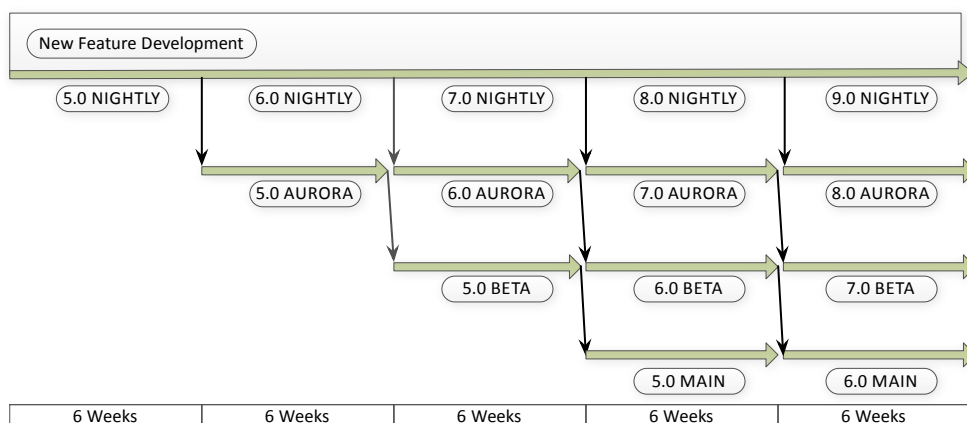 New Feature Development
5.0 NIGHTLY 6.0 NIGHTLY 7.0 NIGHTLY 8.0 NIGHTLY 9.0 NIGHTLY
5.0 AURORA 6.0 AURORA 7.0 AURORA 8.0 AURORA
5.0 BETA 6.0 BETA 7.0 BETA
5.0 MAIN 6.0 MAIN
6 Weeks 6 Weeks 6 Weeks 6 Weeks 6 Weeks